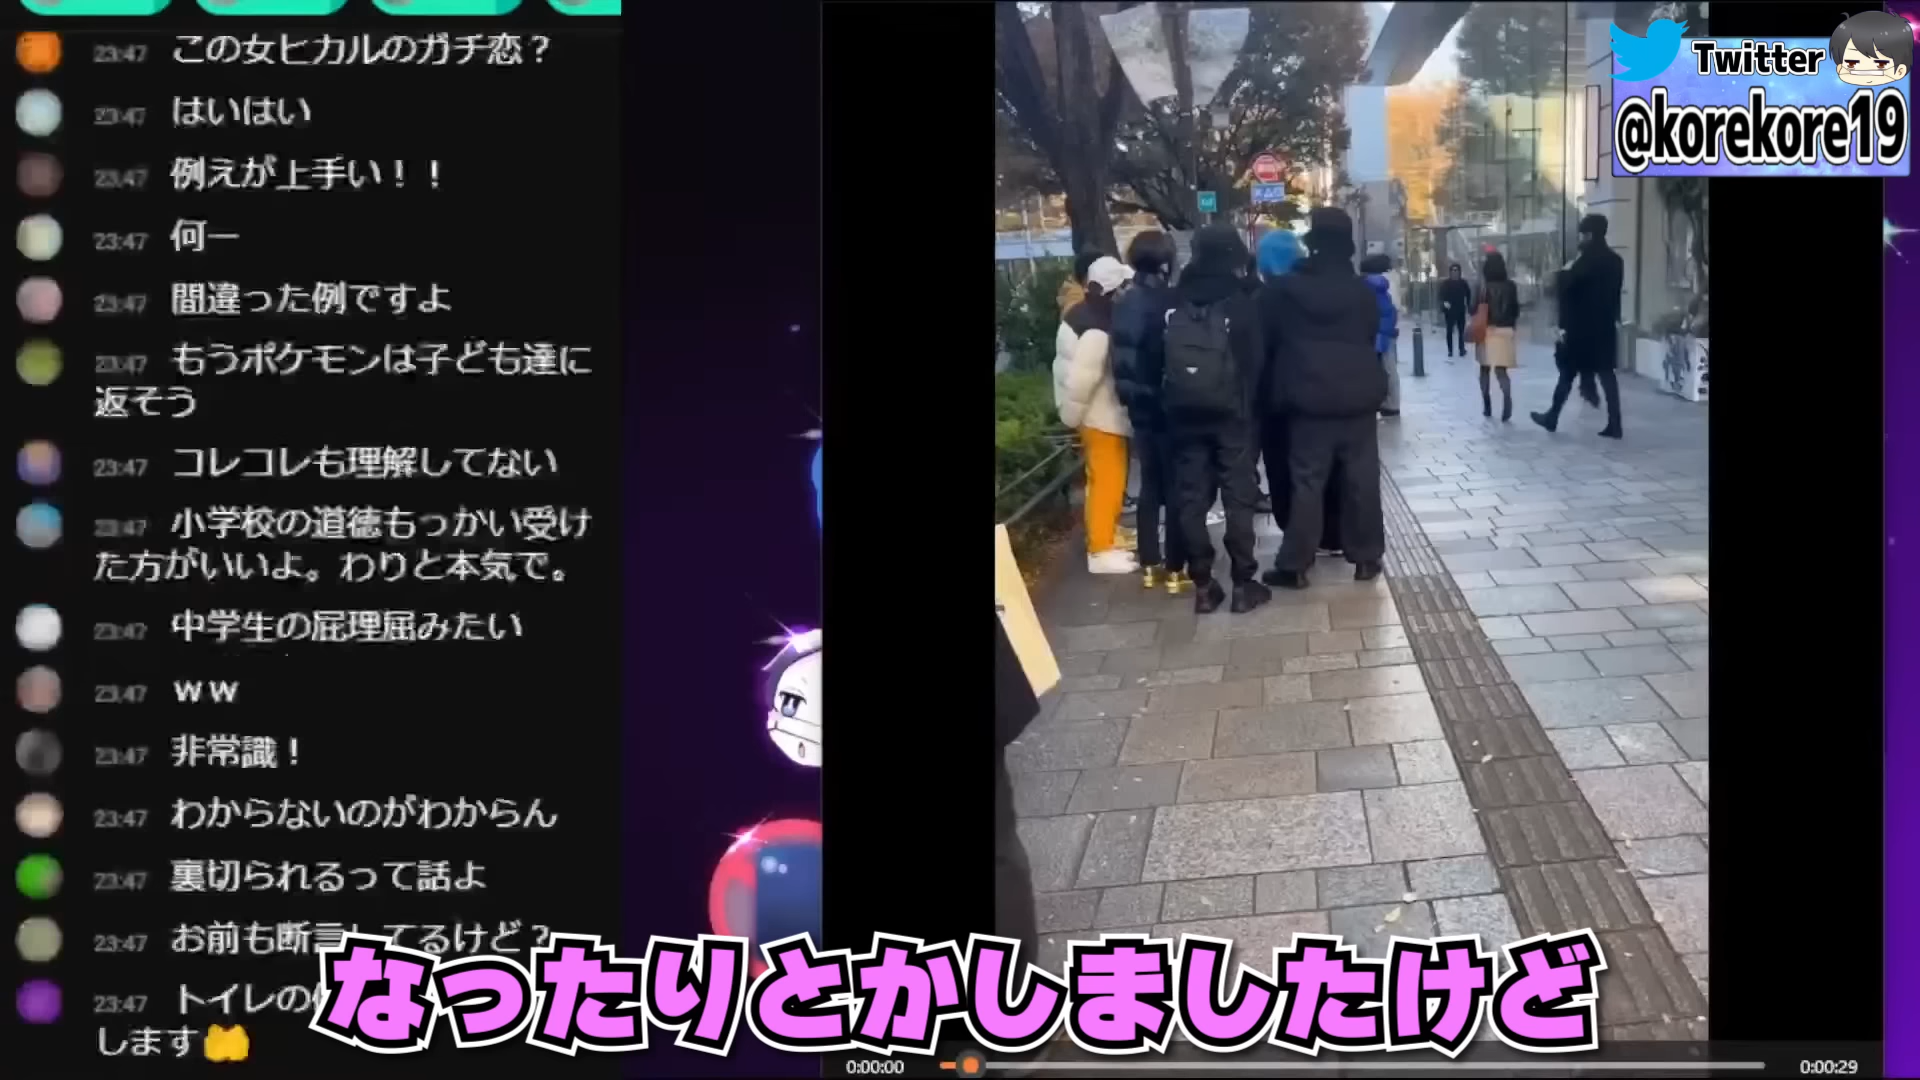 23:47 この女ヒカルのガチ恋？
23:47 はいはい
23:47 例えが上手い！！
23:47 何ー
23:47 間違った例ですよ
23:47 もうポケモンは子ども達に
返そう
23:47 コレコレも理解してない
23:47 小学校の道徳もっかい受け
た方がいいよ。わりと本気で。
23:47 中学生の屁理屈みたい
23:47 ｗｗ
23:47 非常識！
23:47 わからないのがわからん
23:47 裏切られるって話よ
23:47 お前も断言してるけど？
23:47 トイレの
します
Twitter
@korekore19
なったりとかしましたけど
0:00:00
0:00:29